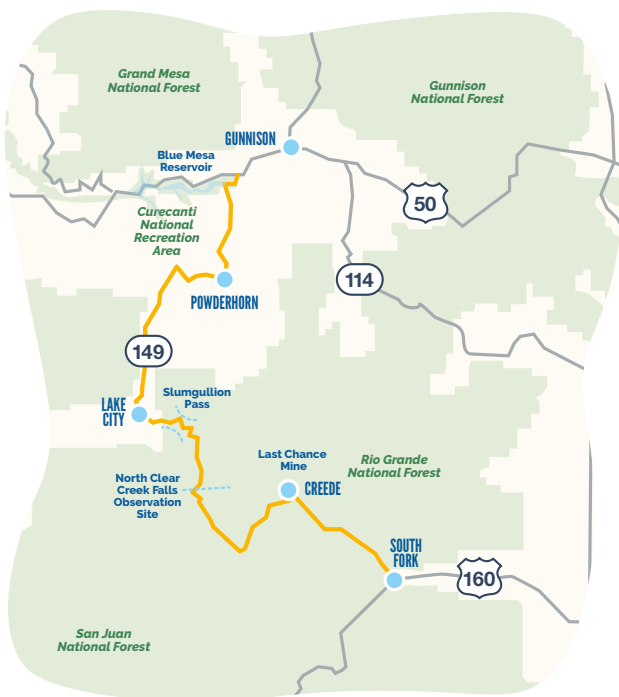 Grand Mesa
National Forest
Gunnison
National Forest
GUNNISON
Blue Mesa
Reservoir
50
Curecanti
National
Recreation
Area
114
POWDERHORN
149
Slumgullion
Pass
LAKE
CITY
Last Chance
Mine
Rio Grande
National Forest
North Clear
Creek Falls
Observation
Site
CREEDE
SOUTH
FORK
160
San Juan
National Forest